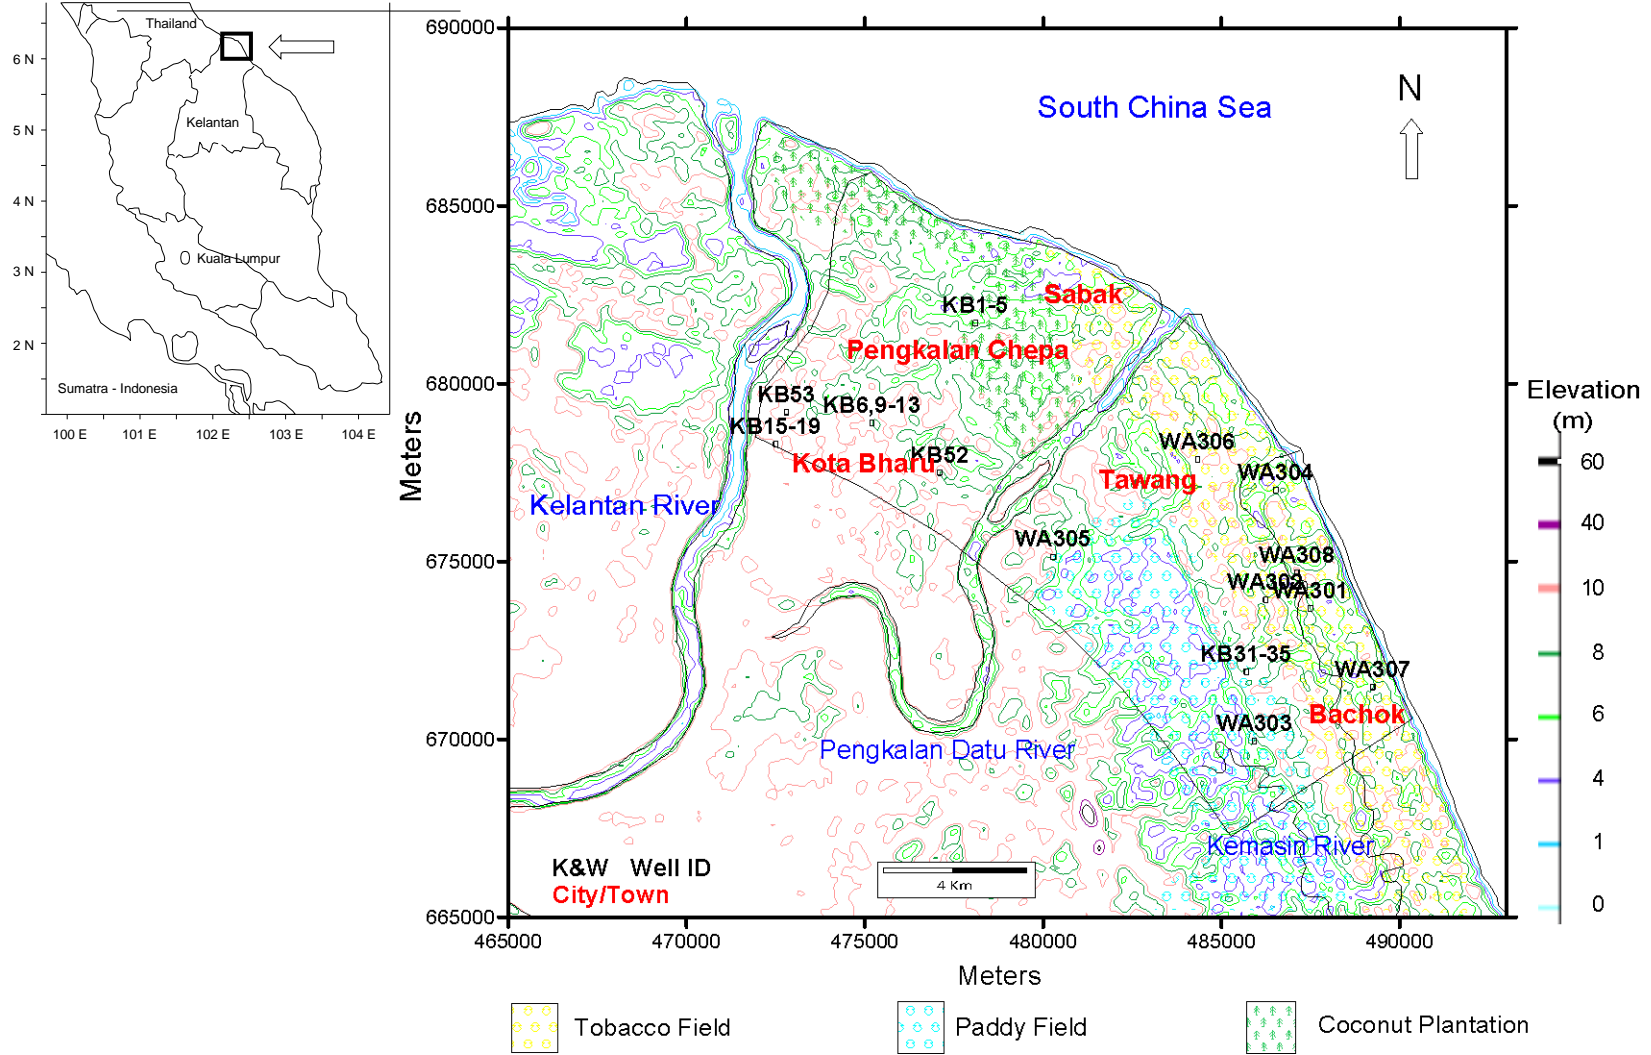 Thailand
6 N
Kelantan
5 N
4 N
Kuala Lumpur
3 N
2 N
Sumatra - Indonesia
100 E
101 E
102 E
103 E
104 E
690000
685000
680000
675000
670000
665000
Meters
South China Sea
N
Sabak
KB1-5
Pengkalan Chepa
KB53
KB6,9-13
KB15-19
Kota Bharu
KB52
WA306
Tawang
WA304
Kelantan River
WA305
WA308
WA302
WA301
KB31-35
WA307
Bachok
WA303
Pengkalan Datu River
Kemasin River
K&W Well ID
City/Town
4 Km
465000
470000
475000
480000
485000
490000
Meters
Elevation
(m)
60
40
10
8
6
4
1
0
Tobacco Field
Paddy Field
Coconut Plantation